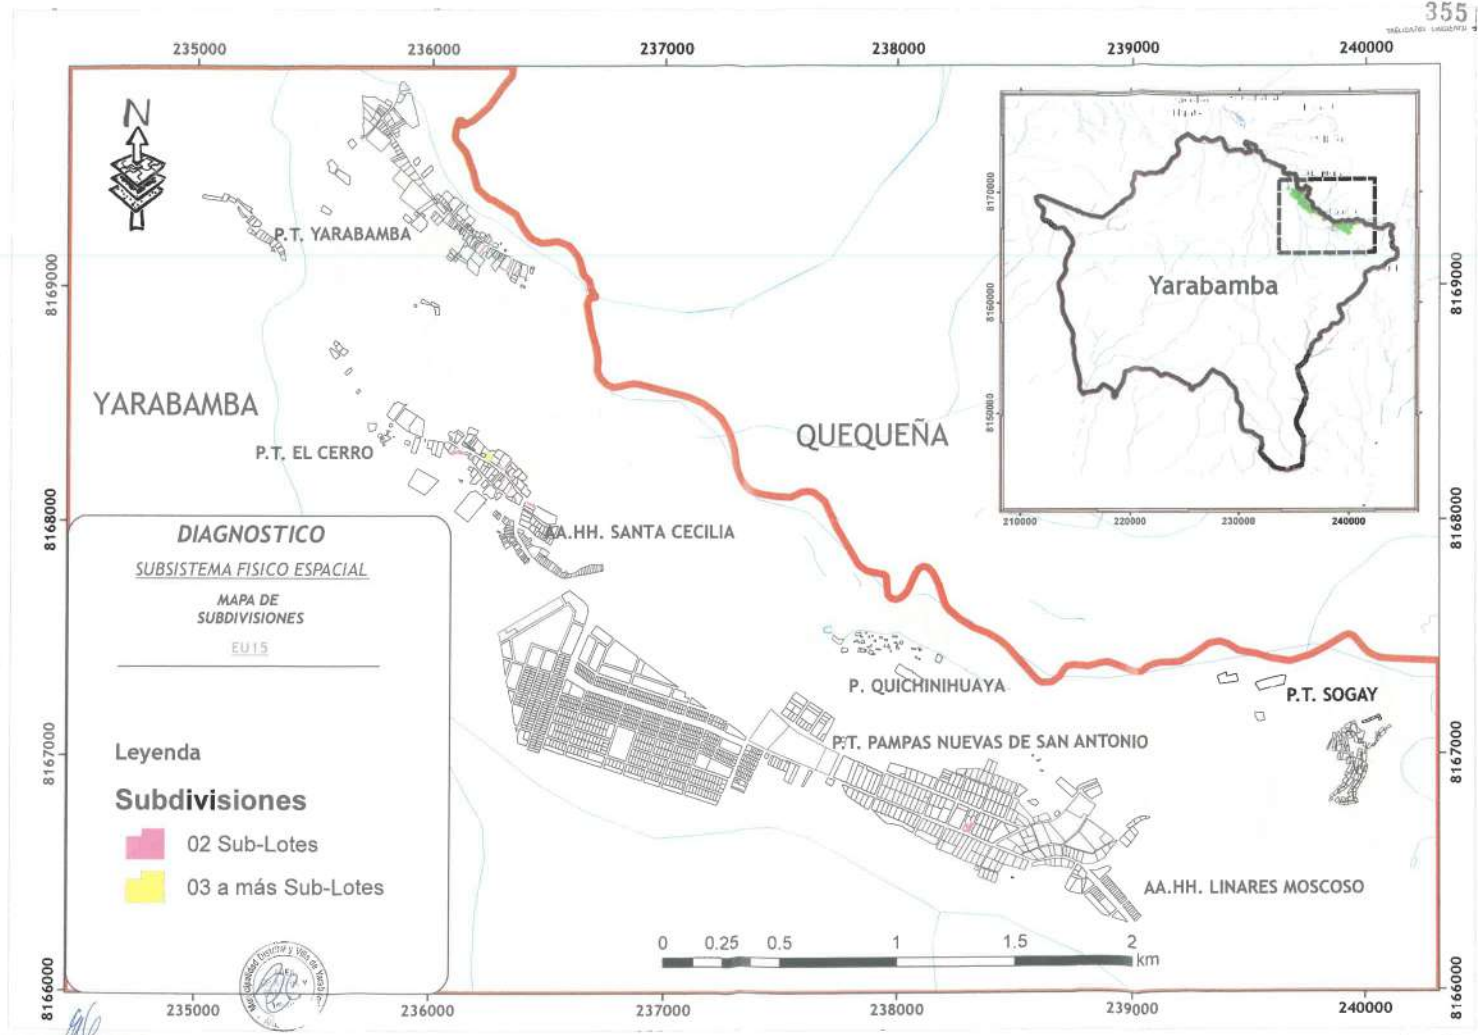 355
235000
236000
237000
238000
239000
240000
N
8169000
8168000
8167000
8166000
P.T. YARABAMBA
YARABAMBA
P.T. EL CERRO
QUEQUEÑA
AA.HH. SANTA CECILIA
P. QUICHINIHUAYA
P.T. SOGAY
P.T. PAMPAS NUEVAS DE SAN ANTONIO
AA.HH. LINARES MOSCOSO
8170000
8160000
8150000
Yarabamba
210000
220000
230000
240000
8169000
8168000
8167000
8166000
DIAGNOSTICO
SUBSISTEMA FISICO ESPACIAL
MAPA DE
SUBDIVISIONES
EU15
Leyenda
Subdivisiones
02 Sub-Lotes
03 a más Sub-Lotes
0
0.25
0.5
1
1.5
2
km
235000
236000
237000
238000
239000
240000
Municipalidad Distrital y Villa de